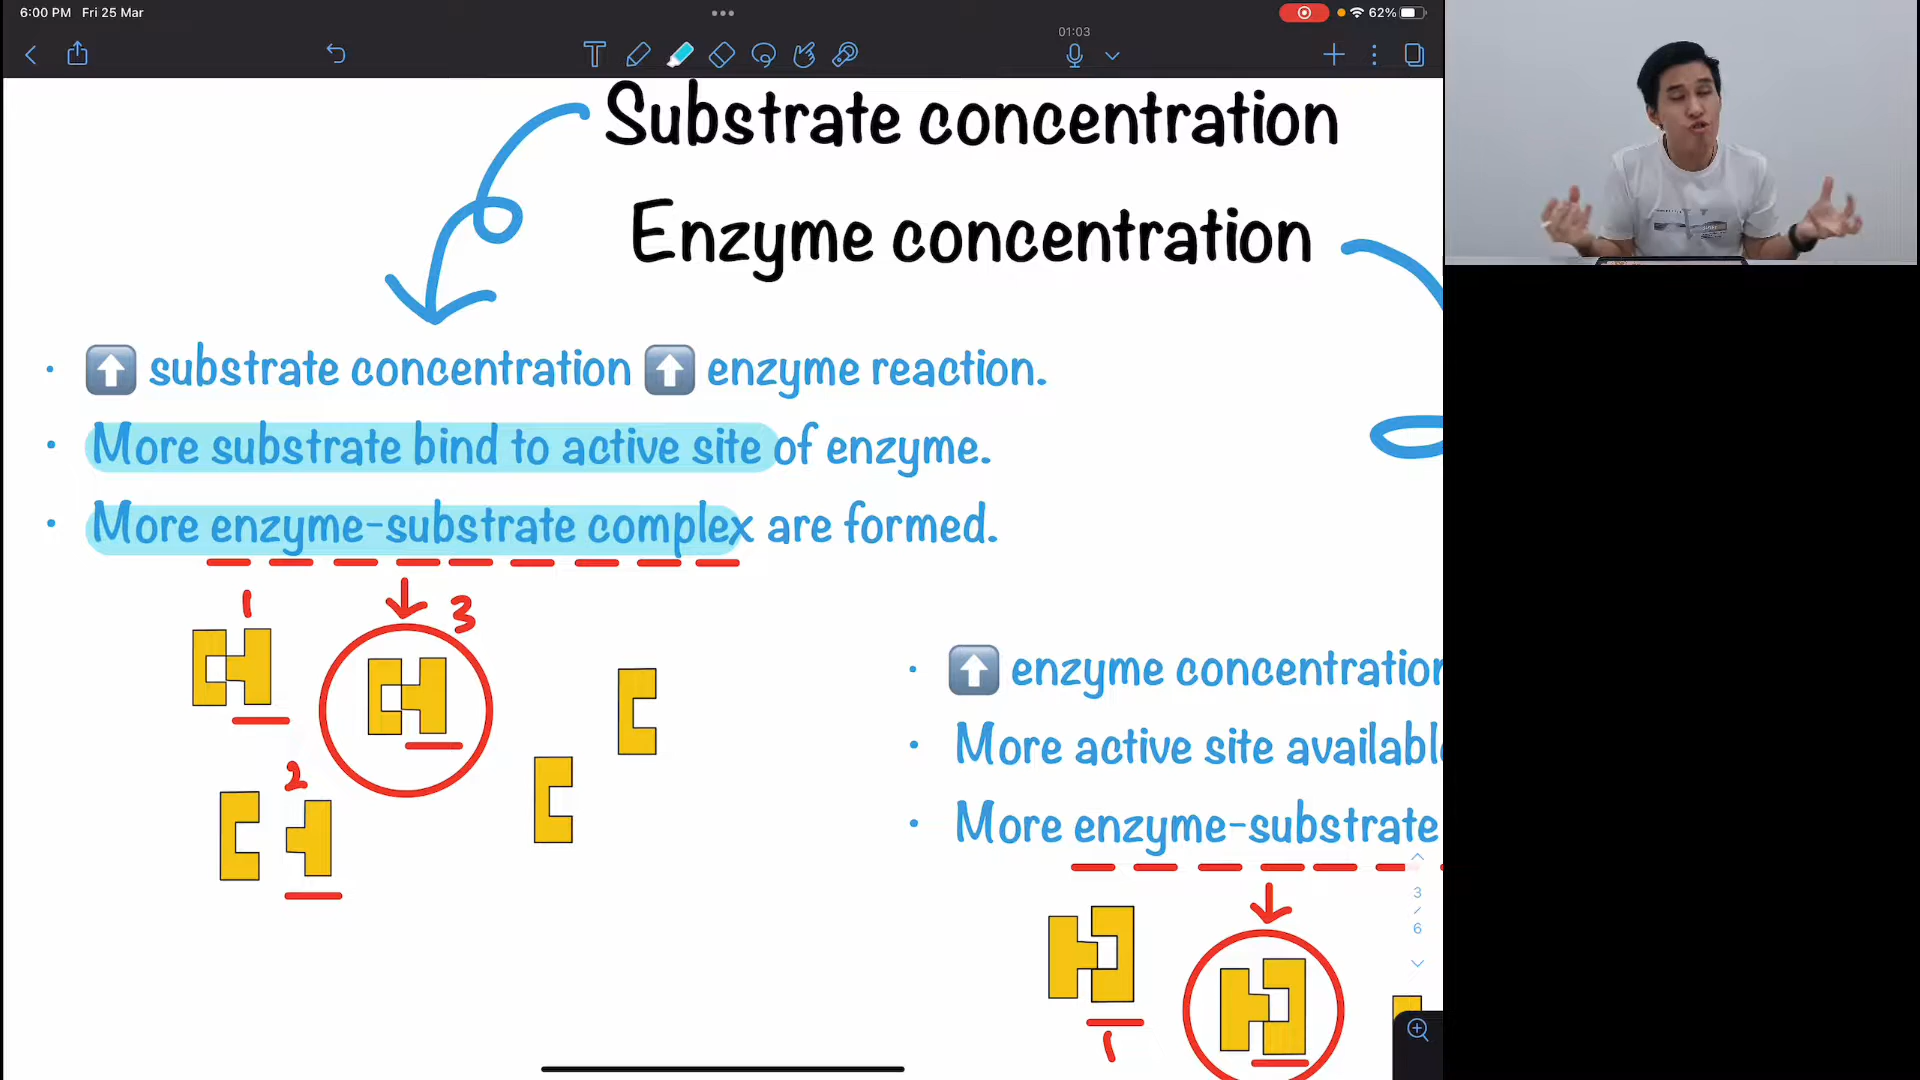 6:00 PM Fri 25 Mar
62%
01:03
Substrate concentration
Enzyme concentration
· ⬆ substrate concentration ⬆ enzyme reaction.
· More substrate bind to active site of enzyme.
· More enzyme-substrate complex are formed.
1
3
2
· ⬆ enzyme concentration
· More active site availabl
· More enzyme-substrate
3
/
6
1